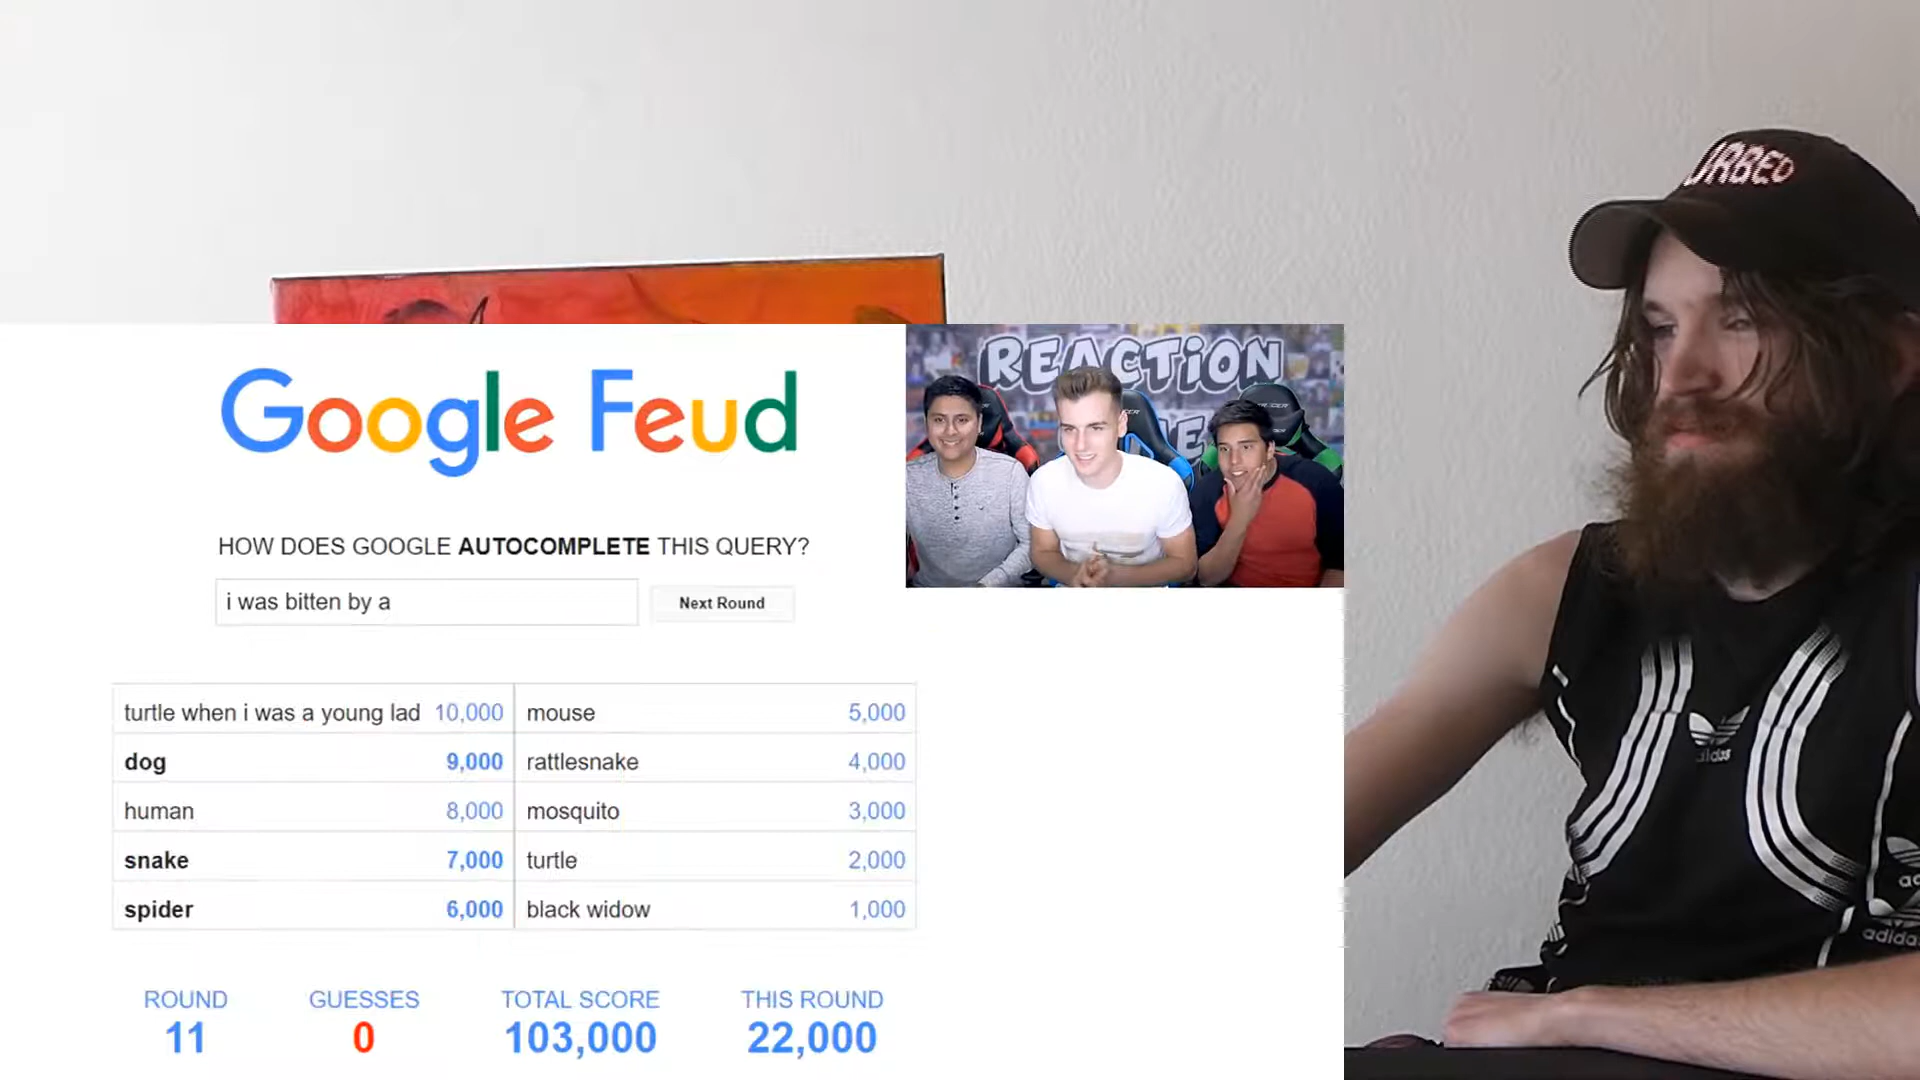 URBEO
REACTION
Google Feud
HOW DOES GOOGLE AUTOCOMPLETE THIS QUERY?
i was bitten by a
Next Round
turtle when i was a young lad 10,000
mouse 5,000
dog 9,000
rattlesnake 4,000
human 8,000
mosquito 3,000
snake 7,000
turtle 2,000
spider 6,000
black widow 1,000
ROUND GUESSES TOTAL SCORE THIS ROUND
11 0 103,000 22,000
adidas
adidas